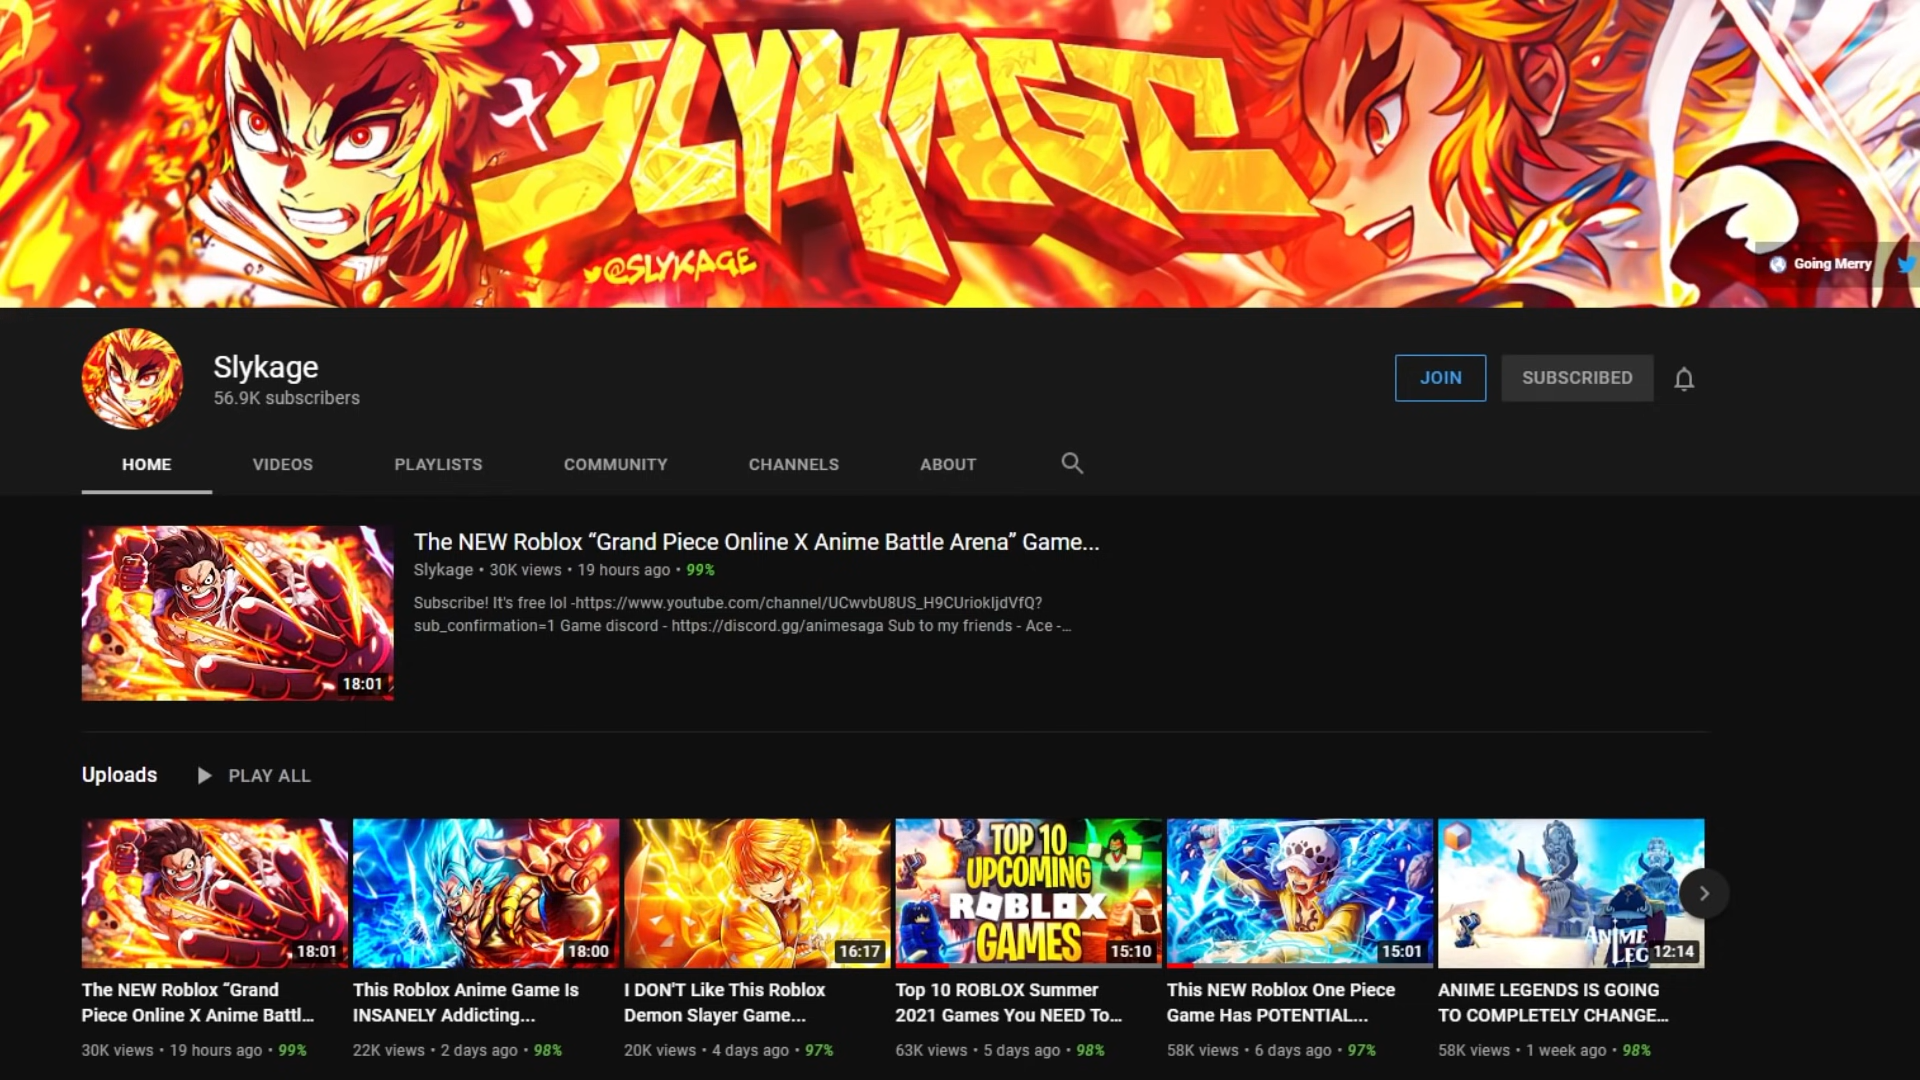 SLYKAGE
@SLYKAGE
Going Merry
Slykage
56.9K subscribers
JOIN
SUBSCRIBED
HOME
VIDEOS
PLAYLISTS
COMMUNITY
CHANNELS
ABOUT
18:01
The NEW Roblox “Grand Piece Online X Anime Battle Arena” Game...
Slykage • 30K views • 19 hours ago • 99%
Subscribe! It's free lol -https://www.youtube.com/channel/UCwvbU8US_H9CUriokIjdVfQ?
sub_confirmation=1 Game discord - https://discord.gg/animesaga Sub to my friends - Ace -...
Uploads
PLAY ALL
18:01
The NEW Roblox “Grand
Piece Online X Anime Battl...
30K views • 19 hours ago • 99%
18:00
This Roblox Anime Game Is
INSANELY Addicting...
22K views • 2 days ago • 98%
16:17
I DON'T Like This Roblox
Demon Slayer Game...
20K views • 4 days ago • 97%
TOP 10
UPCOMING
ROBLOX
GAMES
15:10
Top 10 ROBLOX Summer
2021 Games You NEED To...
63K views • 5 days ago • 98%
15:01
This NEW Roblox One Piece
Game Has POTENTIAL...
58K views • 6 days ago • 97%
ANIME
LEG
12:14
ANIME LEGENDS IS GOING
TO COMPLETELY CHANGE...
58K views • 1 week ago • 98%